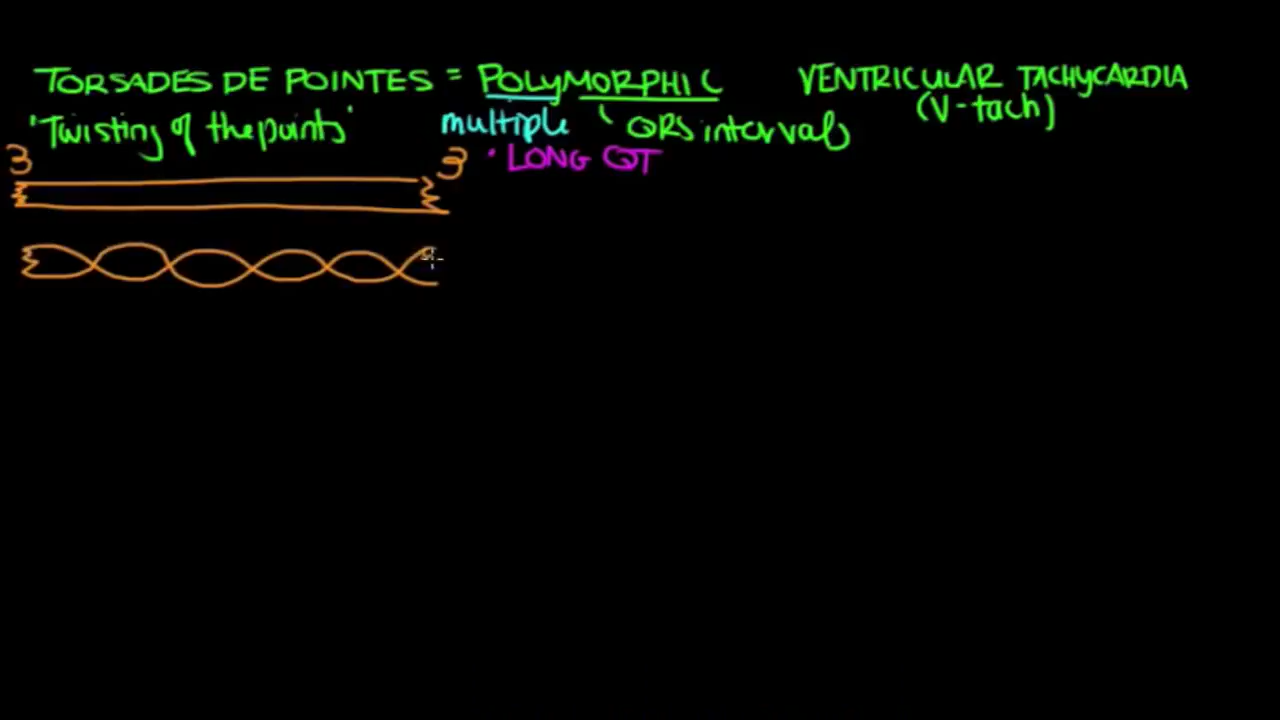 TORSADES DE POINTES = POLYMORPHIC VENTRICULAR TACHYCARDIA
(V-tach)
'Twisting of the points' multiple QRS intervals
• LONG QT